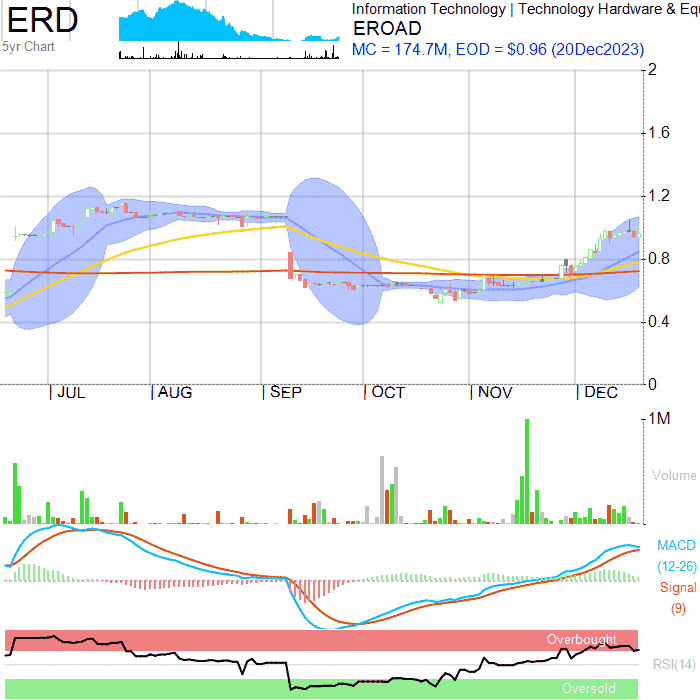 ERD
5yr Chart
Information Technology | Technology Hardware & Equ
EROAD
MC = 174.7M, EOD = $0.96 (20Dec2023)
2
1.6
1.2
0.8
0.4
0
JUL AUG SEP OCT NOV DEC
1M
Volume
MACD
(12-26)
Signal
(9)
Overbought
RSI(14)
Oversold